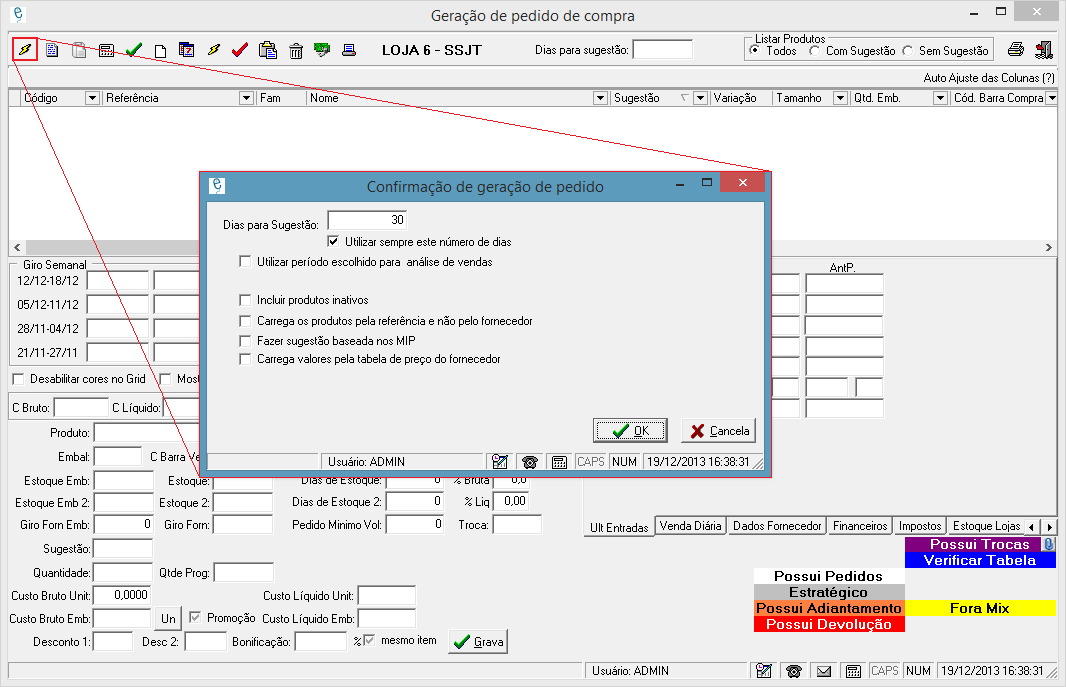 Geração de pedido de compra
LOJA 6 - SSJT
Dias para sugestão:
Listar Produtos
Todos Com Sugestão Sem Sugestão
Auto Ajuste das Colunas (?)
Código Referência Fam Nome Sugestão Variação Tamanho Qtd. Emb. Cód. Barra Compra
Confirmação de geração de pedido
Dias para Sugestão: 30
Utilizar sempre este número de dias
Utilizar período escolhido para análise de vendas
Incluir produtos inativos
Carrega os produtos pela referência e não pelo fornecedor
Fazer sugestão baseada nos MIP
Carrega valores pela tabela de preço do fornecedor
OK Cancela
Usuário: ADMIN CAPS NUM 19/12/2013 16:38:31
Giro Semanal
12/12-18/12
05/12-11/12
28/11-04/12
21/11-27/11
AntP.
Desabilitar cores no Grid
C Bruto: C Líquido:
Produto:
Embal:
Estoque Emb: Estoque: Dias de Estoque: 0 % Bruta 0,0
Estoque Emb 2: Estoque 2: Dias de Estoque 2: 0 % Liq 0,00
Giro Forn Emb: 0 Giro Forn: Pedido Minimo Vol: 0 Troca:
Ult Entradas Venda Diária Dados Fornecedor Financeiros Impostos Estoque Lojas
Sugestão:
Quantidade: Qtde Prog:
Custo Bruto Unit: 0,0000 Custo Líquido Unit:
Custo Bruto Emb: Un Promoção Custo Líquido Emb:
Desconto 1: Desc 2: Bonificação: % mesmo item Grava
Possui Trocas
Verificar Tabela
Possui Pedidos
Estratégico
Possui Adiantamento Fora Mix
Possui Devolução
Usuário: ADMIN CAPS NUM 19/12/2013 16:38:31